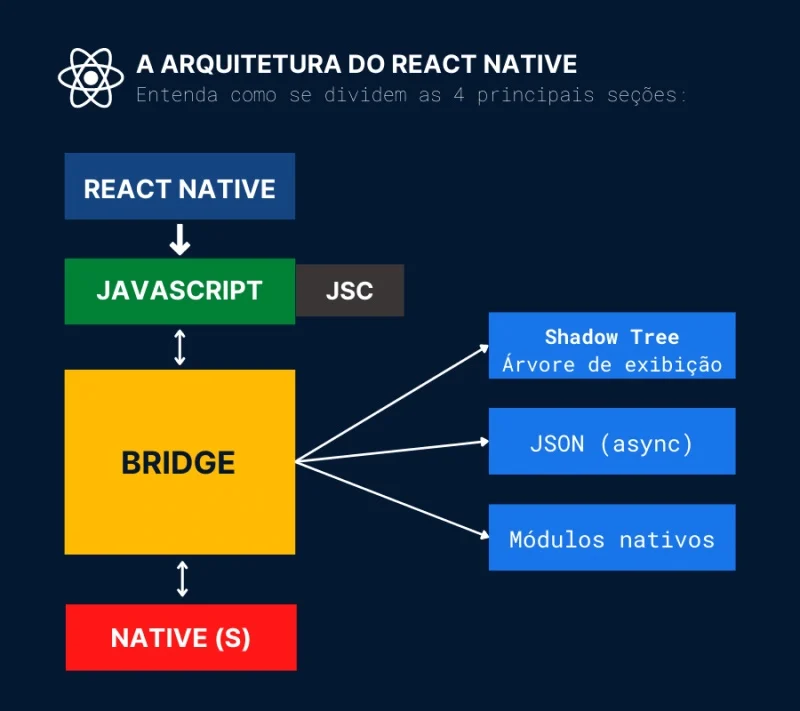 A ARQUITETURA DO REACT NATIVE
Entenda como se dividem as 4 principais seções:
REACT NATIVE
JAVASCRIPT
JSC
Shadow Tree
Árvore de exibição
JSON (async)
BRIDGE
Módulos nativos
NATIVE (S)